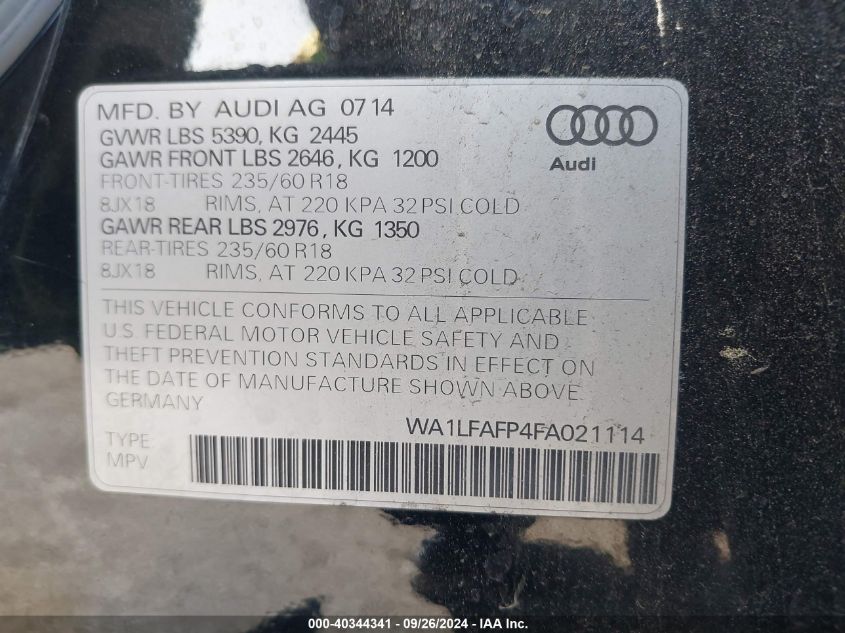 MFD. BY AUDI AG 0714
GVWR LBS 5390, KG 2445
GAWR FRONT LBS 2646, KG 1200
FRONT-TIRES 235/60 R18
8JX18 RIMS, AT 220 KPA 32 PSI COLD
GAWR REAR LBS 2976, KG 1350
REAR-TIRES 235/60 R18
8JX18 RIMS, AT 220 KPA 32 PSI COLD
Audi
THIS VEHICLE CONFORMS TO ALL APPLICABLE
U.S. FEDERAL MOTOR VEHICLE SAFETY AND
THEFT PREVENTION STANDARDS IN EFFECT ON
THE DATE OF MANUFACTURE SHOWN ABOVE
GERMANY
WA1LFAFP4FA021114
TYPE
MPV
000-40344341 - 09/26/2024 - IAA Inc.